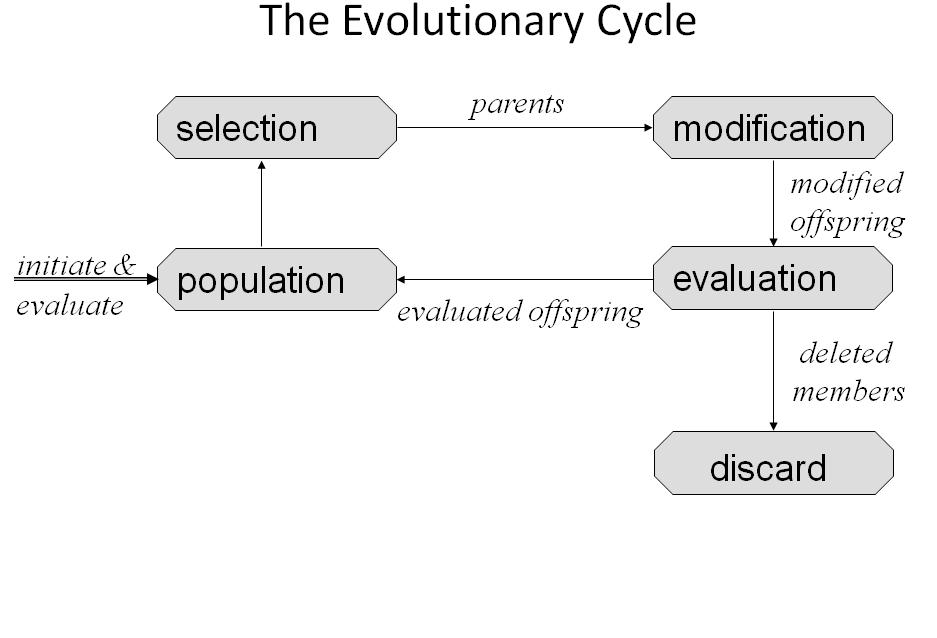 The Evolutionary Cycle
selection
parents
modification
modified
offspring
initiate &
evaluate
population
evaluated offspring
evaluation
deleted
members
discard